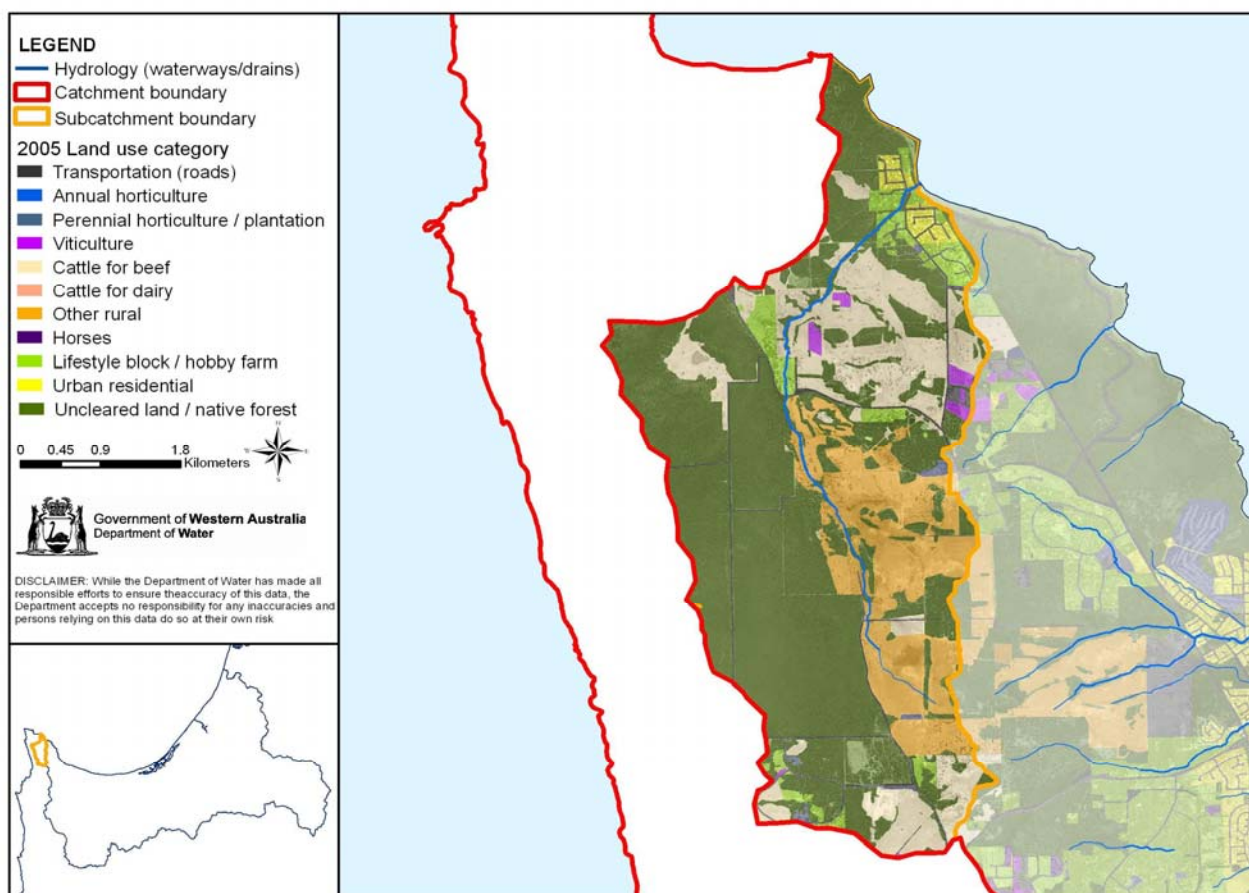 LEGEND
Hydrology (waterways/drains)
Catchment boundary
Subcatchment boundary
2005 Land use category
Transportation (roads)
Annual horticulture
Perennial horticulture / plantation
Viticulture
Cattle for beef
Cattle for dairy
Other rural
Horses
Lifestyle block / hobby farm
Urban residential
Uncleared land / native forest
0 0.45 0.9 1.8
Kilometers
Government of Western Australia
Department of Water
DISCLAIMER: While the Department of Water has made all
responsible efforts to ensure theaccuracy of this data, the
Department accepts no responsibility for any inaccuracies and
persons relying on this data do so at their own risk